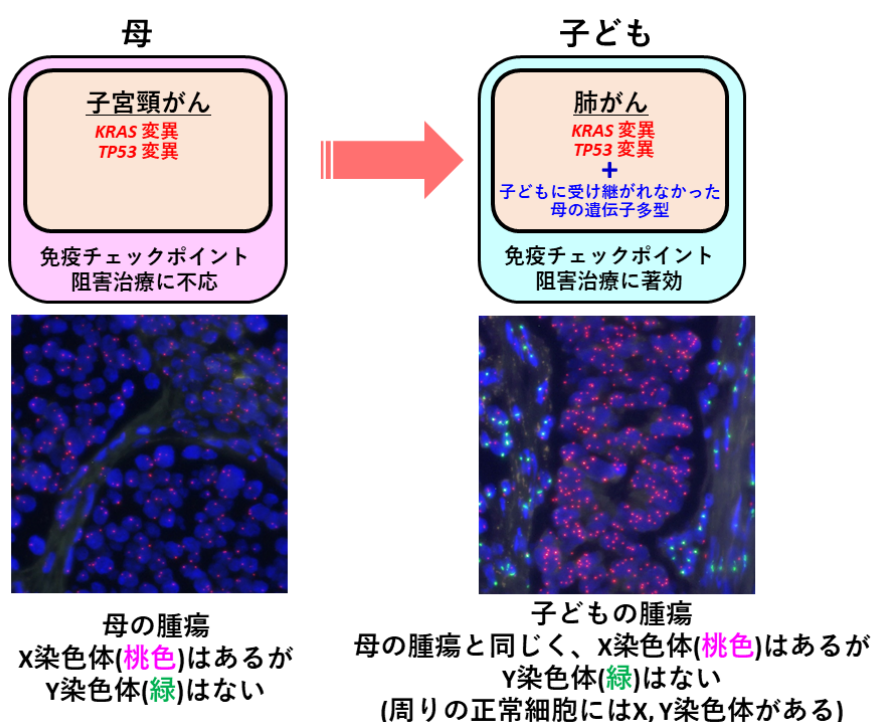 母
子宮頸がん
KRAS 変異
TP53 変異
免疫チェックポイント
阻害治療に不応
子ども
肺がん
KRAS 変異
TP53 変異
+
子どもに受け継がれなかった
母の遺伝子多型
免疫チェックポイント
阻害治療に著効
母の腫瘍
X染色体(桃色)はあるが
Y染色体(緑)はない
子どもの腫瘍
母の腫瘍と同じく、X染色体(桃色)はあるが
Y染色体(緑)はない
(周りの正常細胞にはX, Y染色体がある)